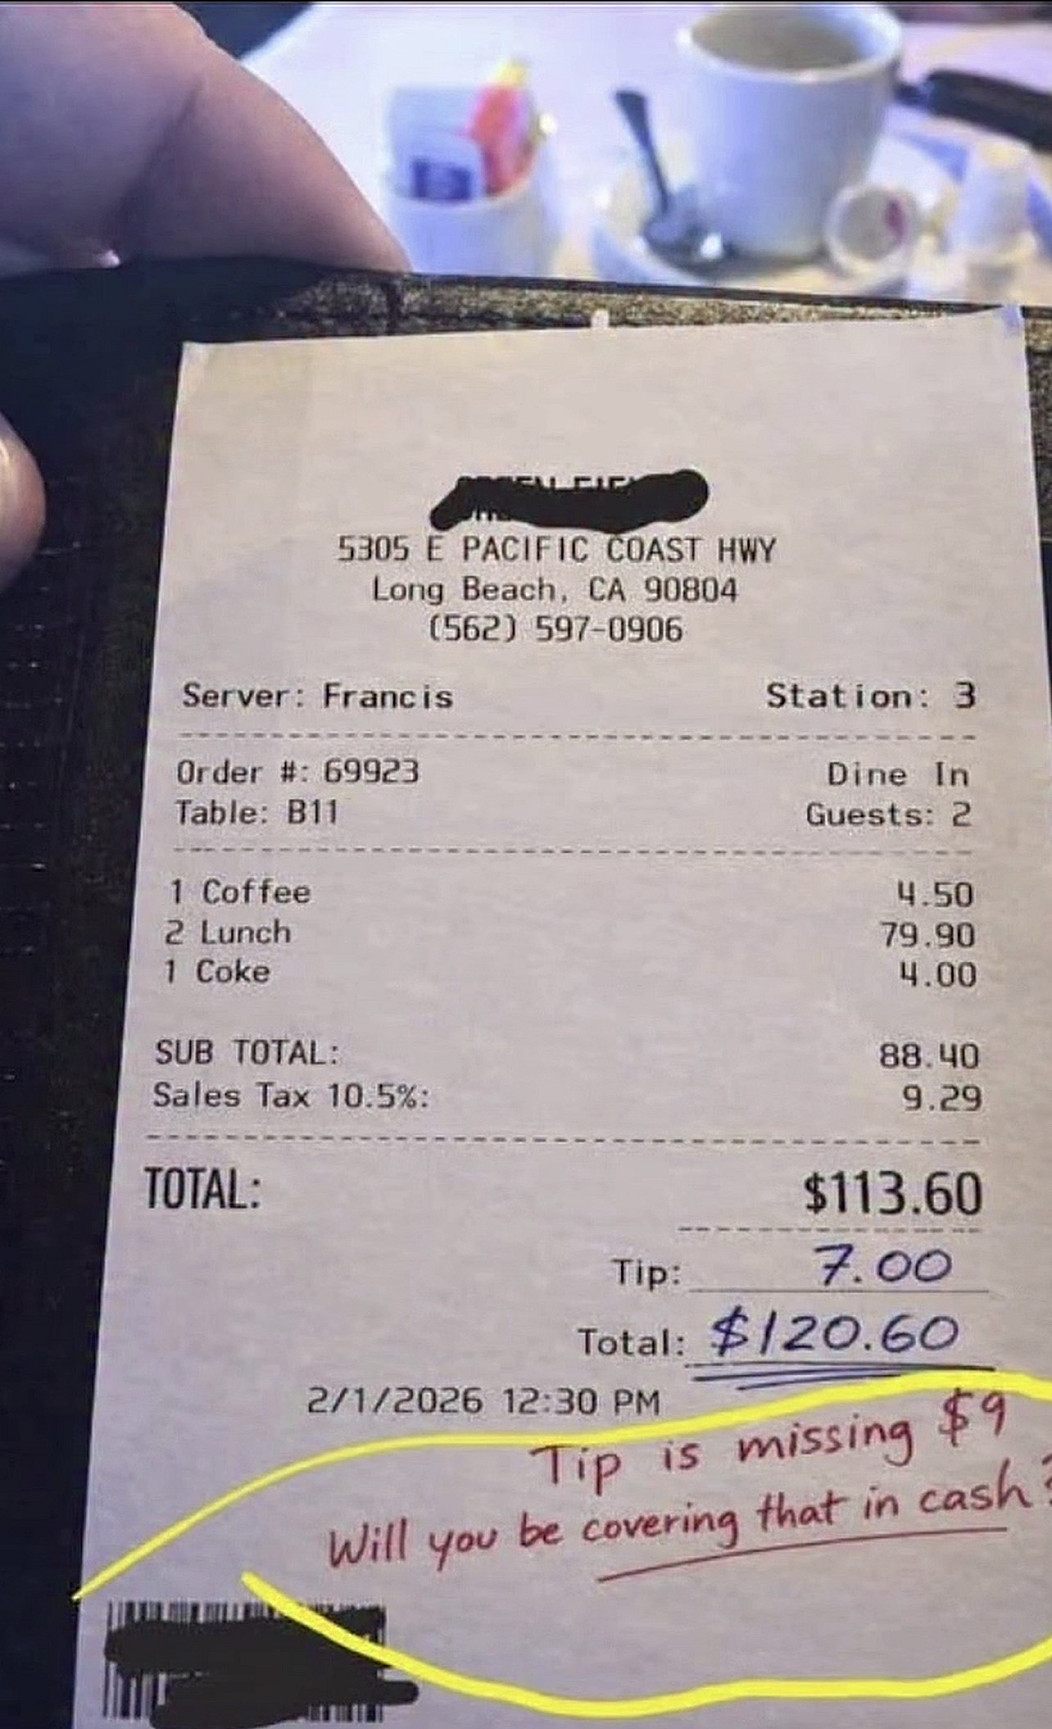 5305 E PACIFIC COAST HWY
Long Beach, CA 90804
(562) 597-0906
Server: Francis Station: 3
Order #: 69923 Dine In
Table: B11 Guests: 2
1 Coffee 4.50
2 Lunch 79.90
1 Coke 4.00
SUB TOTAL: 88.40
Sales Tax 10.5%: 9.29
TOTAL: $113.60
Tip: 7.00
Total: $120.60
2/1/2026 12:30 PM
Tip is missing $9
Will you be covering that in cash?